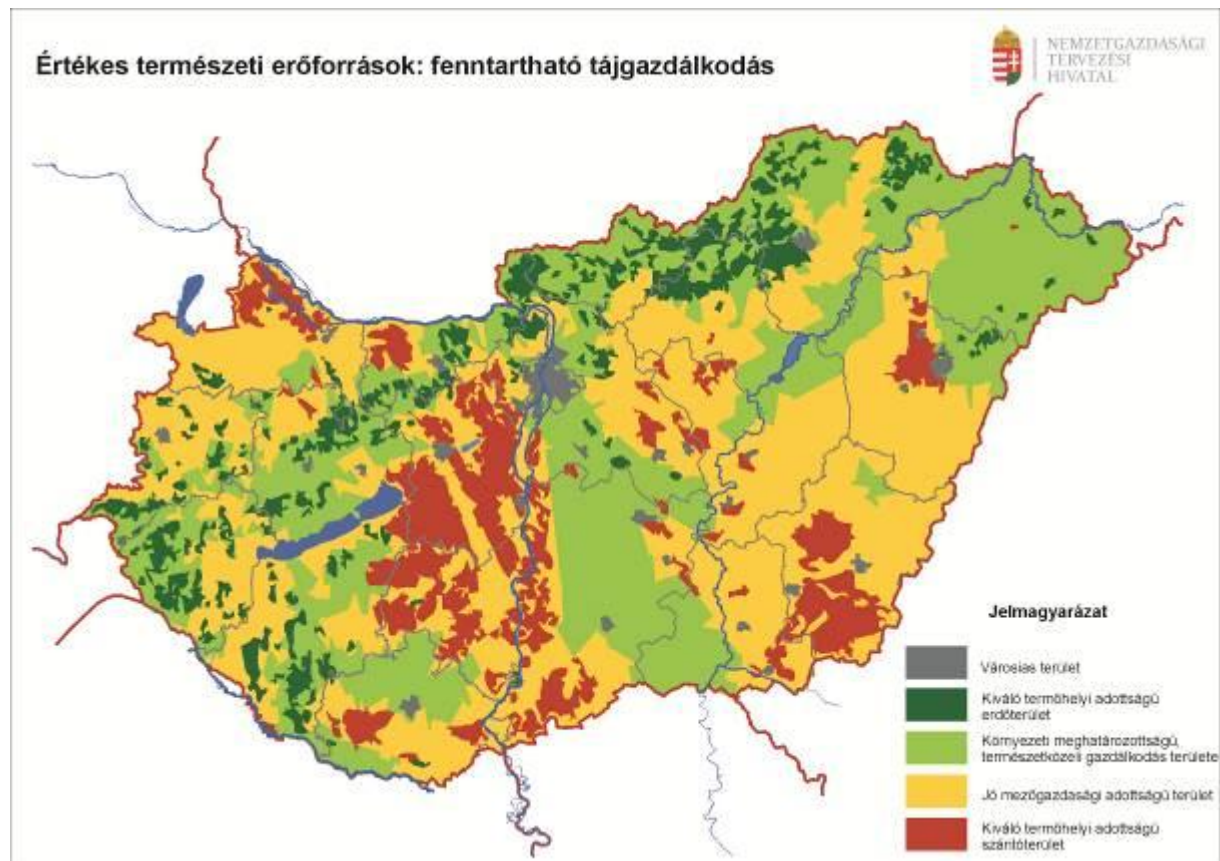 Értékes természeti erőforrások: fenntartható tájgazdálkodás
NEMZETGAZDASÁGI
TERVEZÉSI
HIVATAL
Jelmagyarázat
Városias terület
Kiváló termőhelyi adottságú
erdőterület
Környezeti meghatározottságú,
természetközeli gazdálkodás területe
Jó mezőgazdasági adottságú terület
Kiváló termőhelyi adottságú
szántóterület